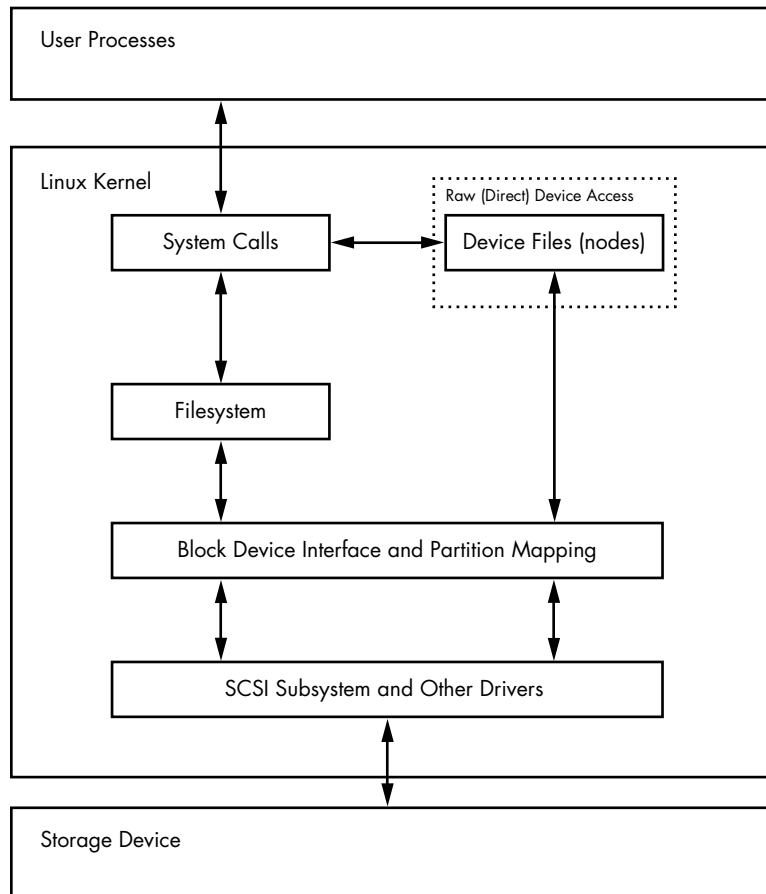 User Processes
Linux Kernel
Raw (Direct) Device Access
System Calls
Device Files (nodes)
Filesystem
Block Device Interface and Partition Mapping
SCSI Subsystem and Other Drivers
Storage Device